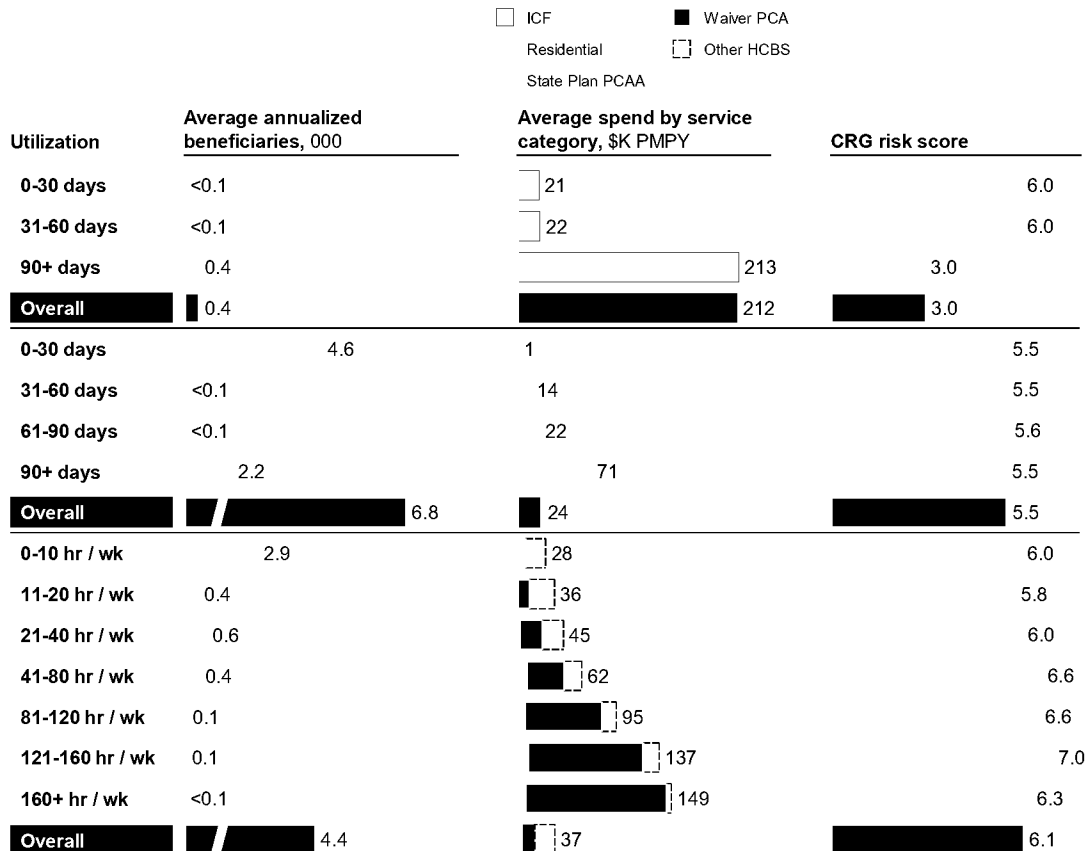 ICF
Waiver PCA
Residential
Other HCBS
State Plan PCAA
Utilization
Average annualized
beneficiaries, 000
Average spend by service
category, $K PMPY
CRG risk score
0-30 days <0.1 21 6.0
31-60 days <0.1 22 6.0
90+ days 0.4 213 3.0
Overall 0.4 212 3.0
0-30 days 4.6 1 5.5
31-60 days <0.1 14 5.5
61-90 days <0.1 22 5.6
90+ days 2.2 71 5.5
Overall 6.8 24 5.5
0-10 hr / wk 2.9 28 6.0
11-20 hr / wk 0.4 36 5.8
21-40 hr / wk 0.6 45 6.0
41-80 hr / wk 0.4 62 6.6
81-120 hr / wk 0.1 95 6.6
121-160 hr / wk 0.1 137 7.0
160+ hr / wk <0.1 149 6.3
Overall 4.4 37 6.1